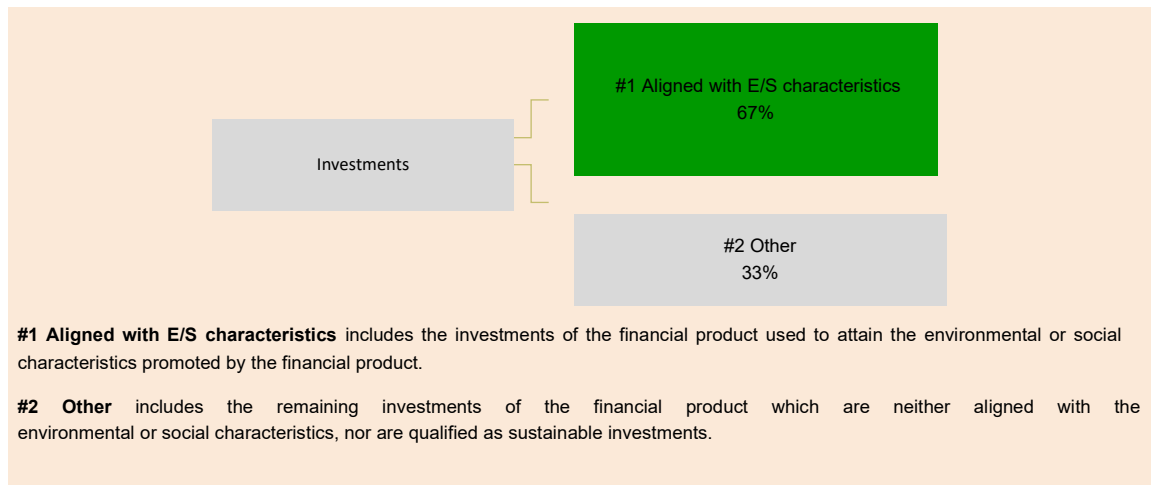 #1 Aligned with E/S characteristics
67%
Investments
#2 Other
33%
#1 Aligned with E/S characteristics includes the investments of the financial product used to attain the environmental or social
characteristics promoted by the financial product.
#2 Other includes the remaining investments of the financial product which are neither aligned with the
environmental or social characteristics, nor are qualified as sustainable investments.